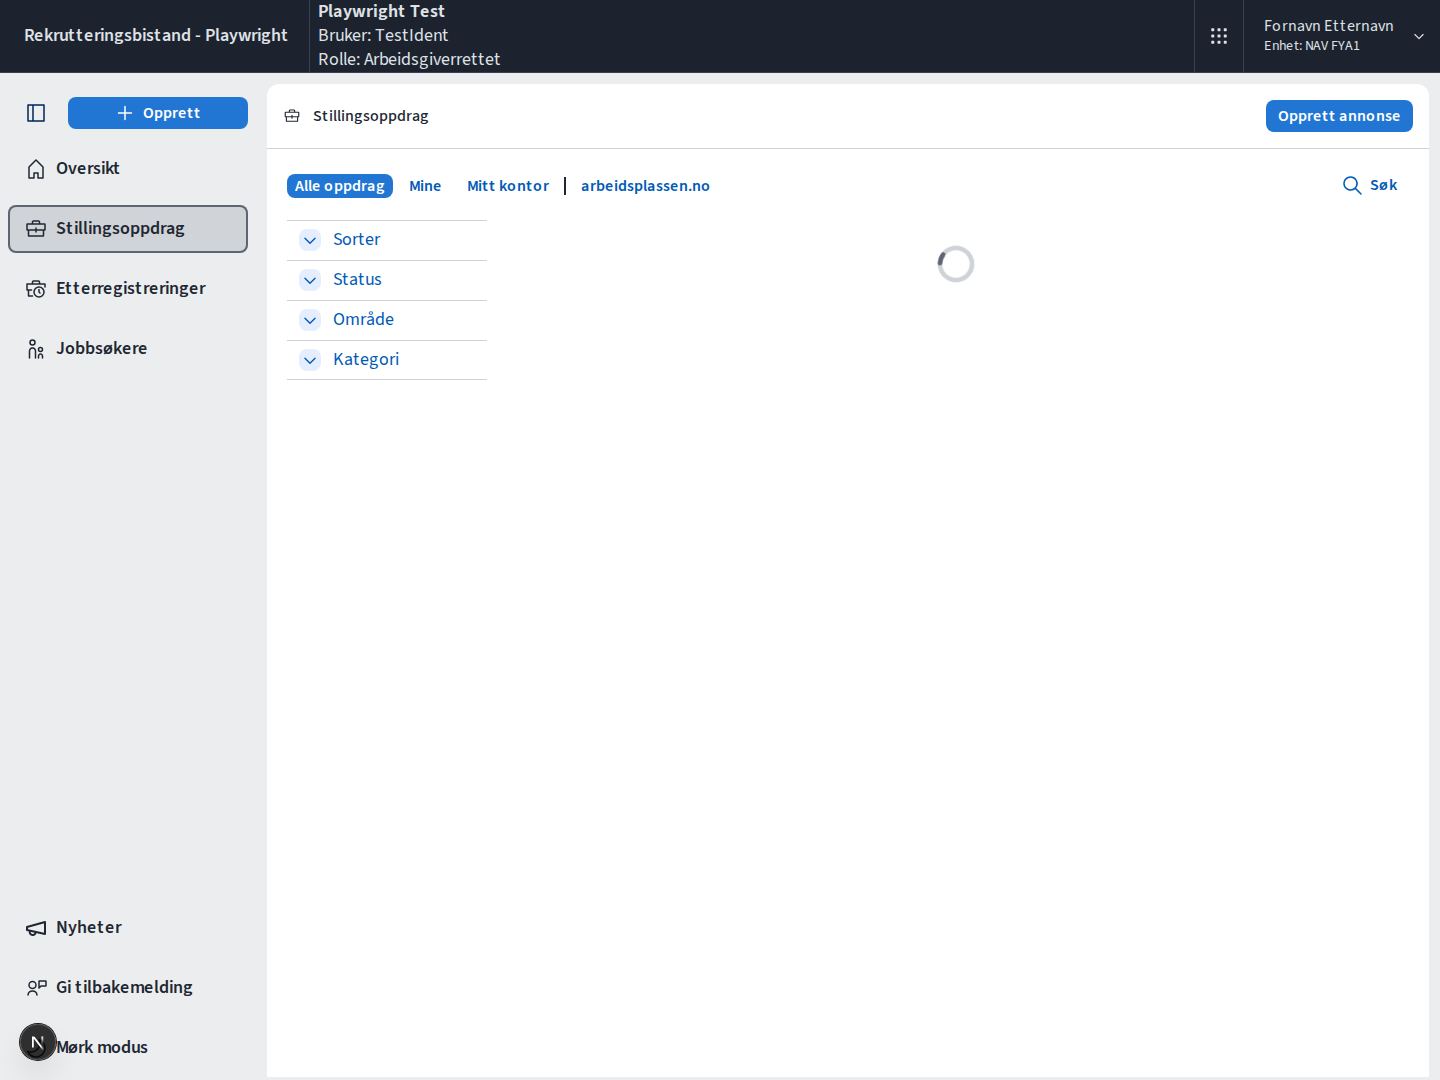 Rekrutteringsbistand - Playwright
Playwright Test
Bruker: TestIdent
Rolle: Arbeidsgiverrettet
Fornavn Etternavn
Enhet: NAV FYA1
Opprett
Oversikt
Stillingsoppdrag
Etterregistreringer
Jobbsøkere
Nyheter
Gi tilbakemelding
N
Mørk modus
Stillingsoppdrag
Opprett annonse
Alle oppdrag
Mine
Mitt kontor
arbeidsplassen.no
Søk
Sorter
Status
Område
Kategori